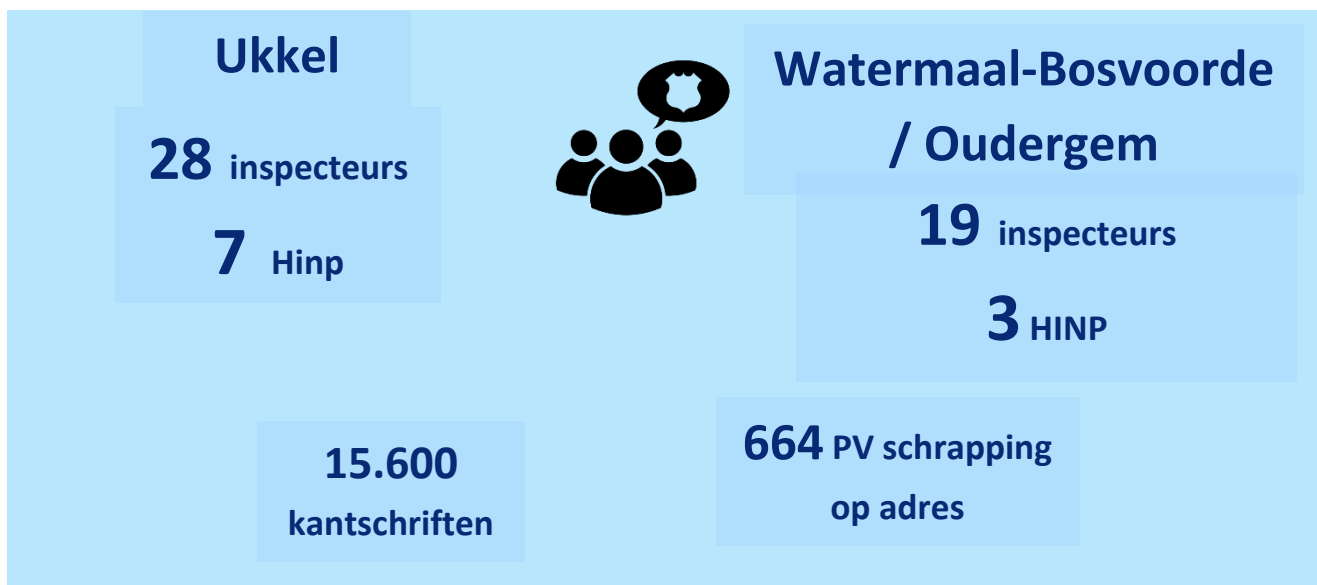 Ukkel
28 inspecteurs
7 Hinp
Watermaal-Bosvoorde
/ Oudergem
19 inspecteurs
3 HINP
15.600
kantschriften
664 PV schrapping
op adres